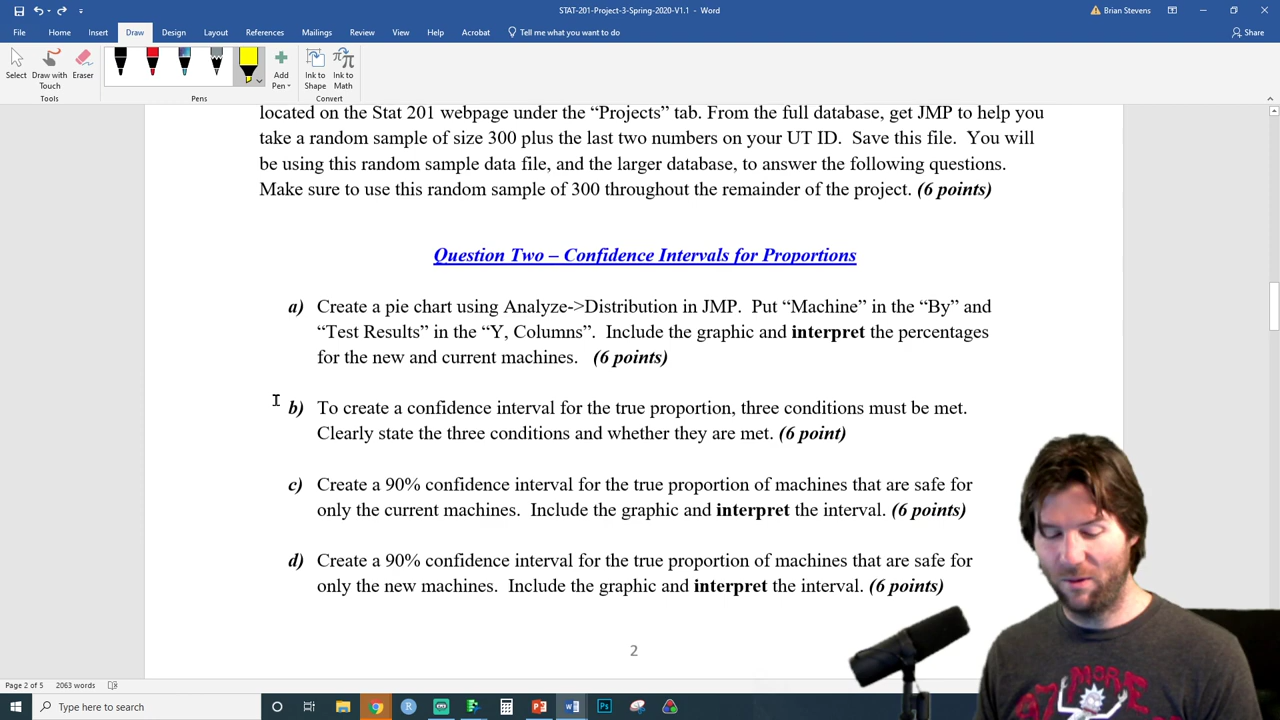 STAT-201-Project-3-Spring-2020-V1.1 - Word
Brian Stevens
File Home Insert Draw Design Layout References Mailings Review View Help Acrobat Tell me what you want to do
Share
Select
Draw with Touch
Eraser
Add Pen
Ink to Shape
Ink to Math
Tools
Pens
Convert
located on the Stat 201 webpage under the “Projects” tab. From the full database, get JMP to help you
take a random sample of size 300 plus the last two numbers on your UT ID. Save this file. You will
be using this random sample data file, and the larger database, to answer the following questions.
Make sure to use this random sample of 300 throughout the remainder of the project. (6 points)
Question Two – Confidence Intervals for Proportions
a) Create a pie chart using Analyze->Distribution in JMP. Put “Machine” in the “By” and
“Test Results” in the “Y, Columns”. Include the graphic and interpret the percentages
for the new and current machines. (6 points)
b) To create a confidence interval for the true proportion, three conditions must be met.
Clearly state the three conditions and whether they are met. (6 point)
c) Create a 90% confidence interval for the true proportion of machines that are safe for
only the current machines. Include the graphic and interpret the interval. (6 points)
d) Create a 90% confidence interval for the true proportion of machines that are safe for
only the new machines. Include the graphic and interpret the interval. (6 points)
2
Page 2 of 5 2063 words
Type here to search